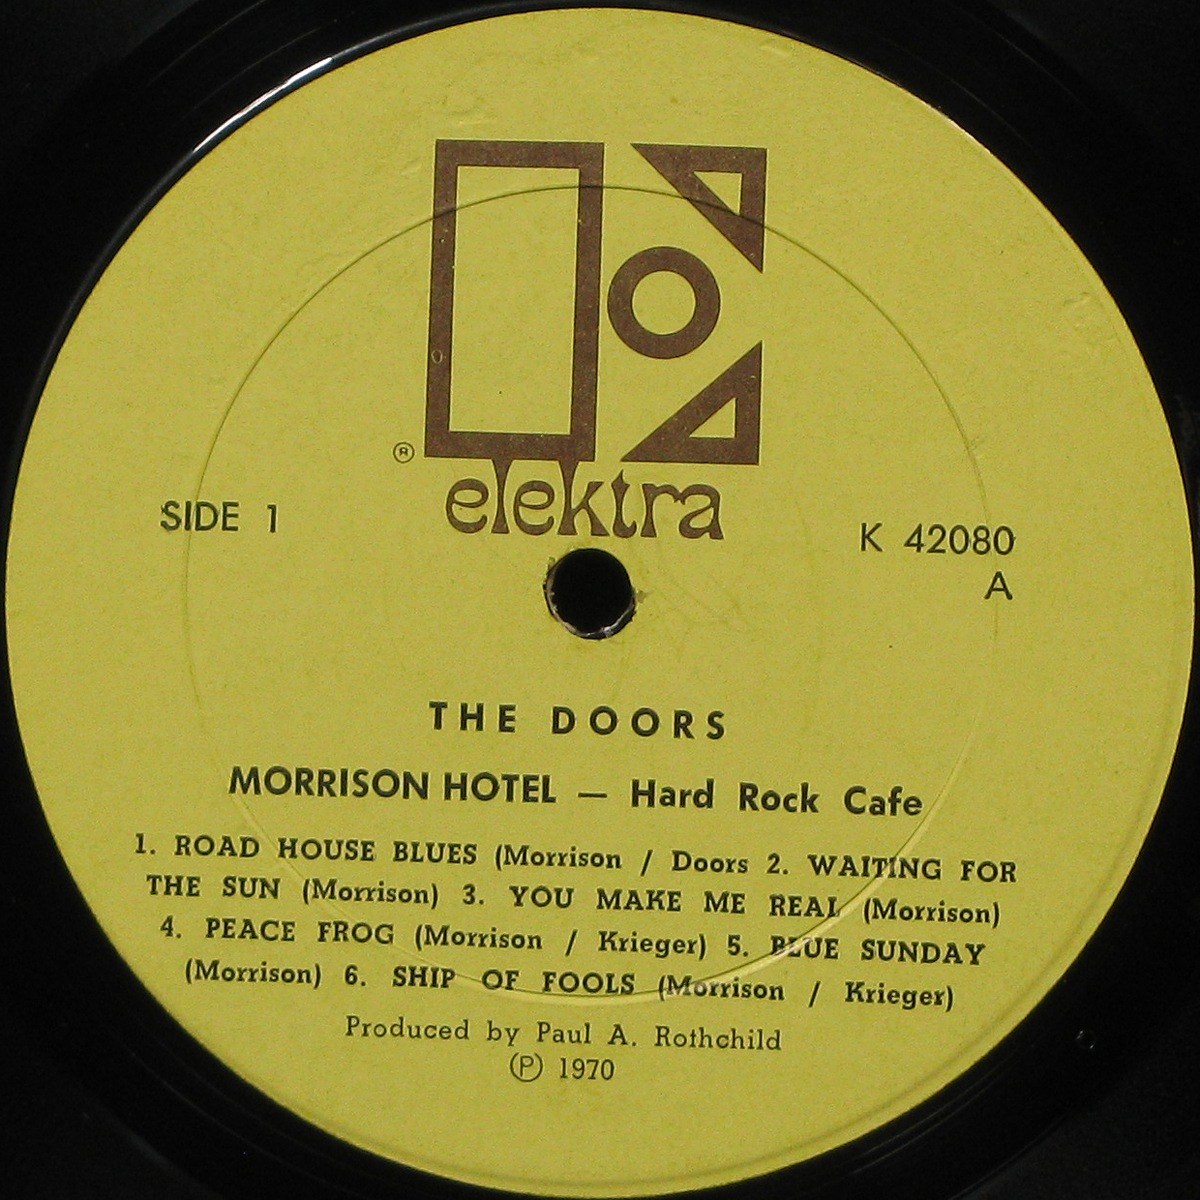 ®
elektra
SIDE 1
K 42080
A
THE DOORS
MORRISON HOTEL — Hard Rock Cafe
1. ROAD HOUSE BLUES (Morrison / Doors 2. WAITING FOR
THE SUN (Morrison) 3. YOU MAKE ME REAL (Morrison)
4. PEACE FROG (Morrison / Krieger) 5. BLUE SUNDAY
(Morrison) 6. SHIP OF FOOLS (Morrison / Krieger)
Produced by Paul A. Rothchild
℗ 1970